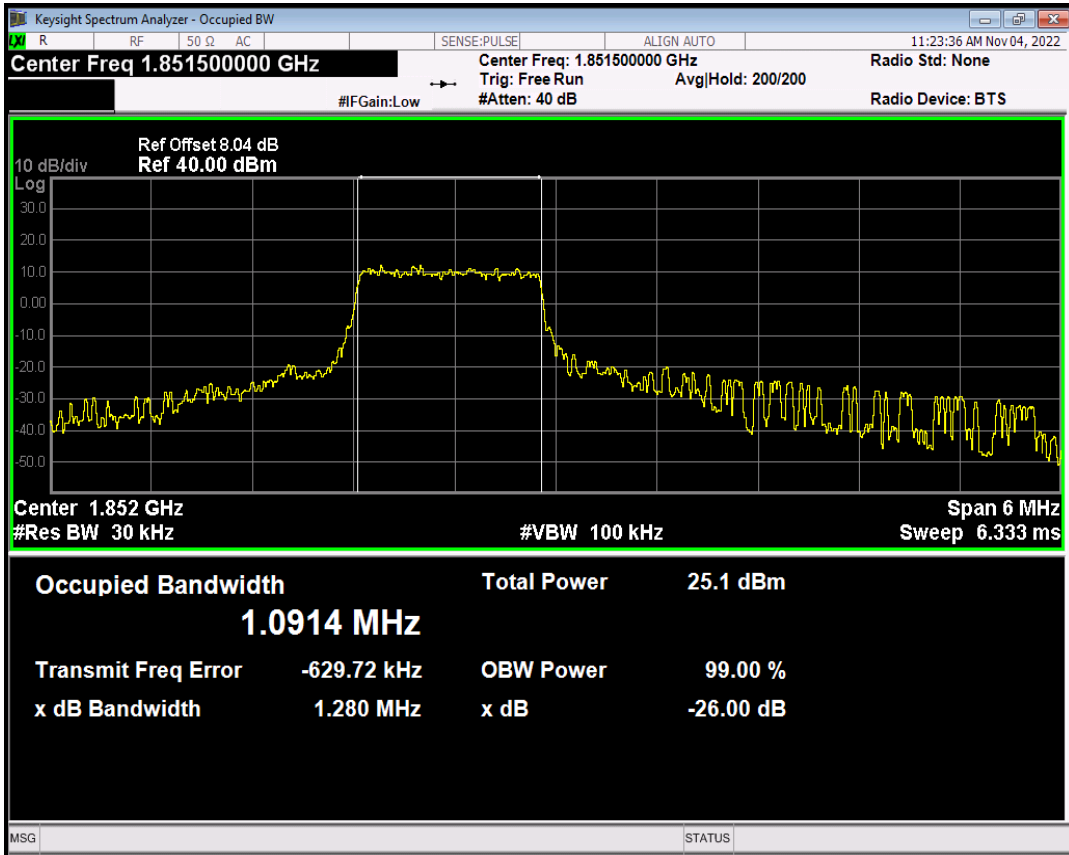 Keysight Spectrum Analyzer - Occupied BW
LXI R RF 50 Ω AC SENSE:PULSE ALIGN AUTO 11:23:36 AM Nov 04, 2022
Center Freq 1.851500000 GHz Center Freq: 1.851500000 GHz Radio Std: None
Trig: Free Run Avg|Hold: 200/200
#IFGain:Low #Atten: 40 dB Radio Device: BTS
Ref Offset 8.04 dB
10 dB/div Ref 40.00 dBm
Log
30.0
20.0
10.0
0.00
-10.0
-20.0
-30.0
-40.0
-50.0
Center 1.852 GHz Span 6 MHz
#Res BW 30 kHz #VBW 100 kHz Sweep 6.333 ms
Occupied Bandwidth Total Power 25.1 dBm
1.0914 MHz
Transmit Freq Error -629.72 kHz OBW Power 99.00 %
x dB Bandwidth 1.280 MHz x dB -26.00 dB
MSG STATUS